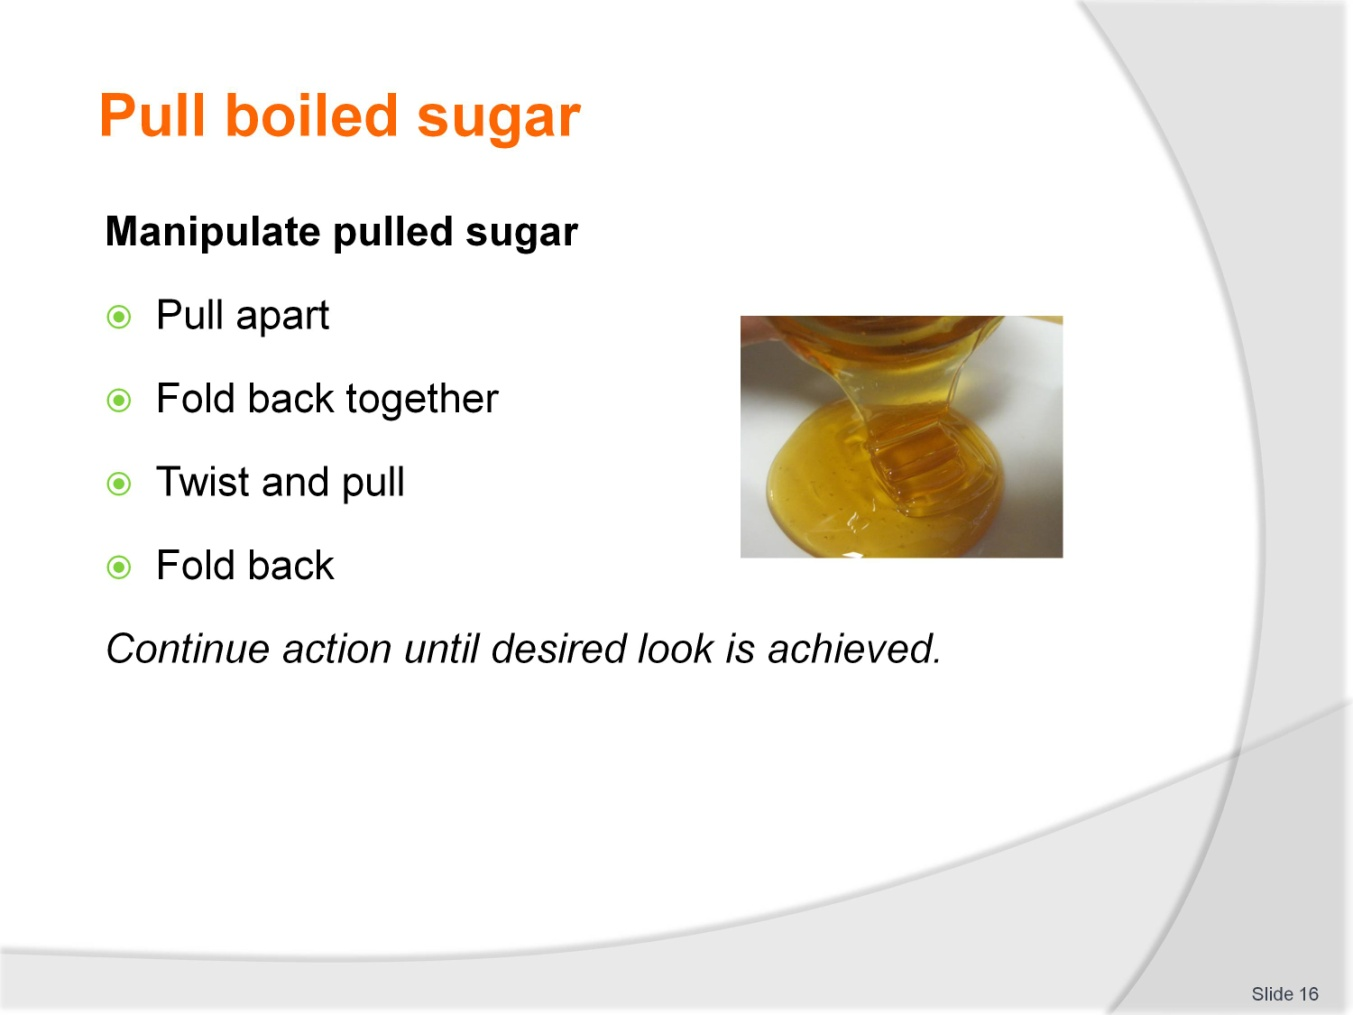 Pull boiled sugar
Manipulate pulled sugar
Pull apart
Fold back together
Twist and pull
Fold back
Continue action until desired look is achieved.
Slide 16